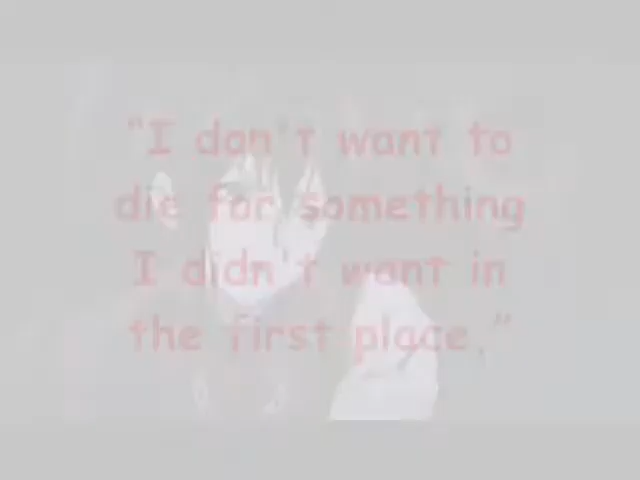 "I don't want to
die for something
I didn't want in
the first place."